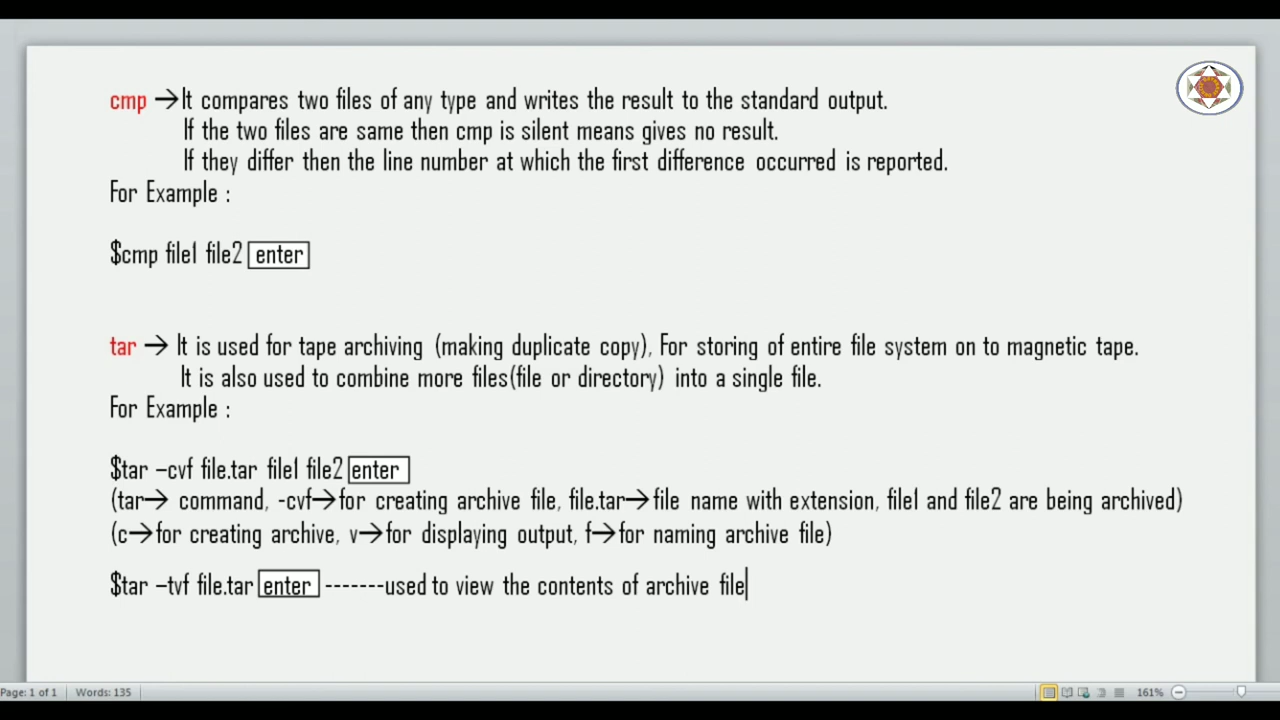 cmp →It compares two files of any type and writes the result to the standard output.
If the two files are same then cmp is silent means gives no result.
If they differ then the line number at which the first difference occurred is reported.
For Example :
$cmp file1 file2 enter
tar → It is used for tape archiving (making duplicate copy), For storing of entire file system on to magnetic tape.
It is also used to combine more files(file or directory) into a single file.
For Example :
$tar –cvf file.tar file1 file2 enter
(tar→ command, -cvf→for creating archive file, file.tar→file name with extension, file1 and file2 are being archived)
(c→for creating archive, v→for displaying output, f→for naming archive file)
$tar –tvf file.tar enter -------used to view the contents of archive file
Page: 1 of 1 Words: 135 161%